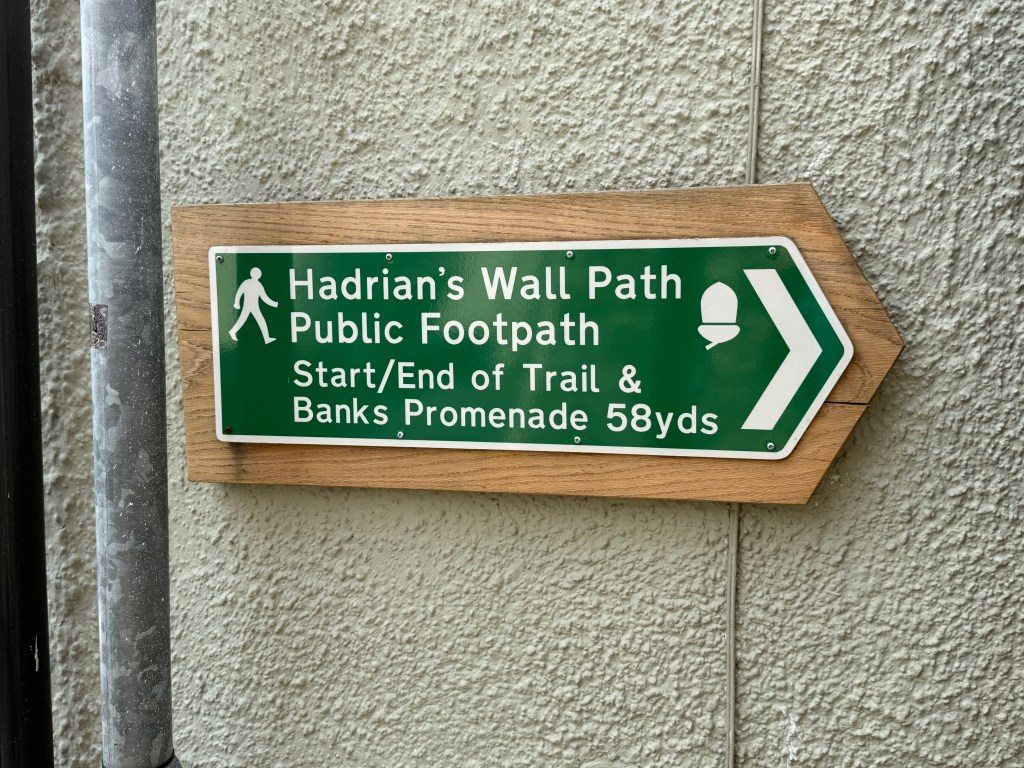 Hadrian's Wall Path
Public Footpath
Start/End of Trail &
Banks Promenade 58yds